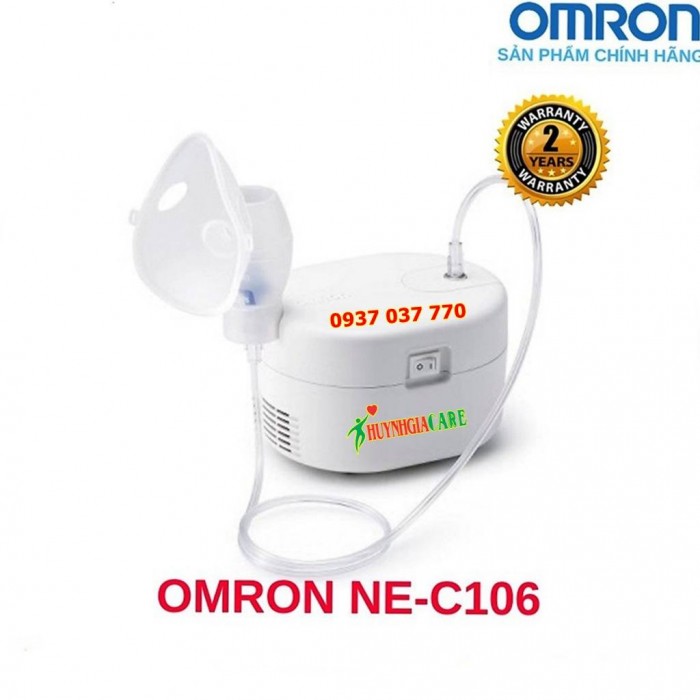 OMRON
SẢN PHẨM CHÍNH HÃNG
WARRANTY
2
YEARS
WARRANTY
0937 037 770
HUYNHGIACARE
OMRON NE-C106